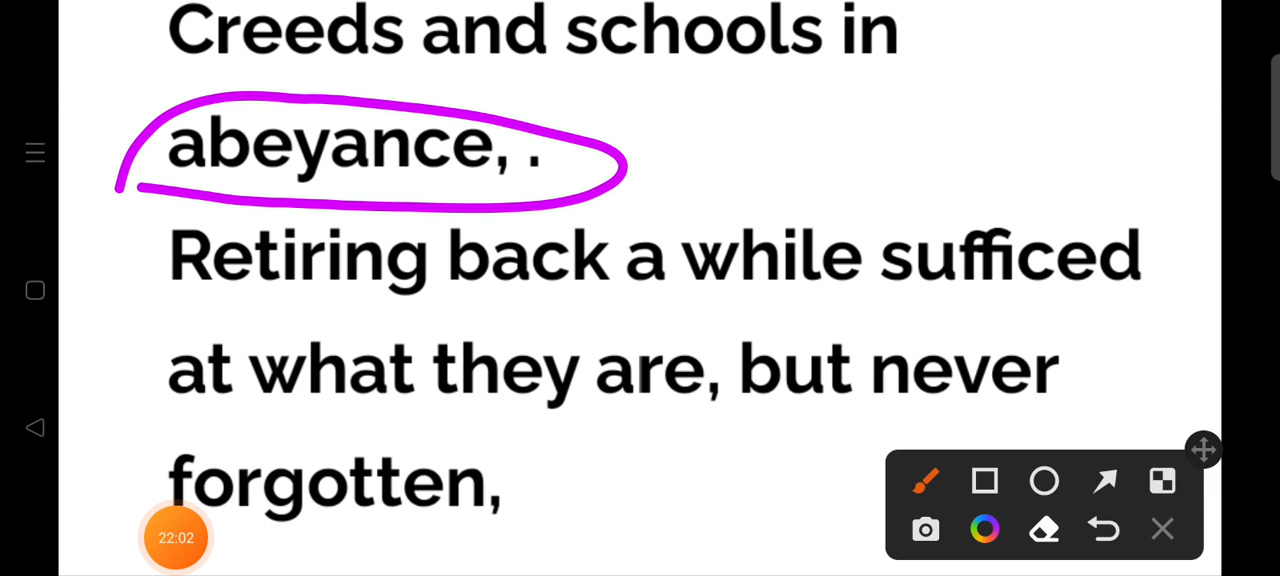 Creeds and schools in
abeyance, .
Retiring back a while sufficed
at what they are, but never
forgotten,
22:02